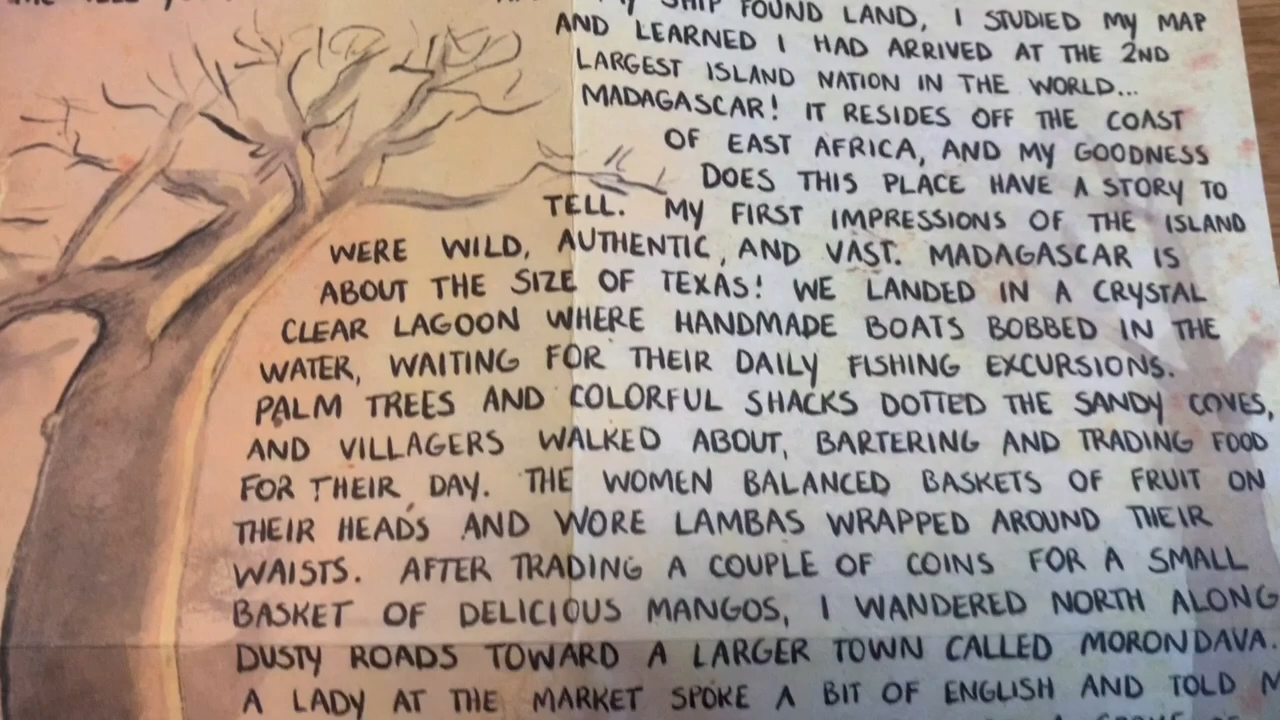 SHIP FOUND LAND, I STUDIED MY MAP
AND LEARNED I HAD ARRIVED AT THE 2ND
LARGEST ISLAND NATION IN THE WORLD...
MADAGASCAR! IT RESIDES OFF THE COAST
OF EAST AFRICA, AND MY GOODNESS
DOES THIS PLACE HAVE A STORY TO
TELL. MY FIRST IMPRESSIONS OF THE ISLAND
WERE WILD, AUTHENTIC, AND VAST. MADAGASCAR IS
ABOUT THE SIZE OF TEXAS! WE LANDED IN A CRYSTAL
CLEAR LAGOON WHERE HANDMADE BOATS BOBBED IN THE
WATER, WAITING FOR THEIR DAILY FISHING EXCURSIONS.
PALM TREES AND COLORFUL SHACKS DOTTED THE SANDY COVES,
AND VILLAGERS WALKED ABOUT, BARTERING AND TRADING FOOD
FOR THEIR DAY. THE WOMEN BALANCED BASKETS OF FRUIT ON
THEIR HEADS AND WORE LAMBAS WRAPPED AROUND THEIR
WAISTS. AFTER TRADING A COUPLE OF COINS FOR A SMALL
BASKET OF DELICIOUS MANGOS, I WANDERED NORTH ALONG
DUSTY ROADS TOWARD A LARGER TOWN CALLED MORONDAVA.
A LADY AT THE MARKET SPOKE A BIT OF ENGLISH AND TOLD